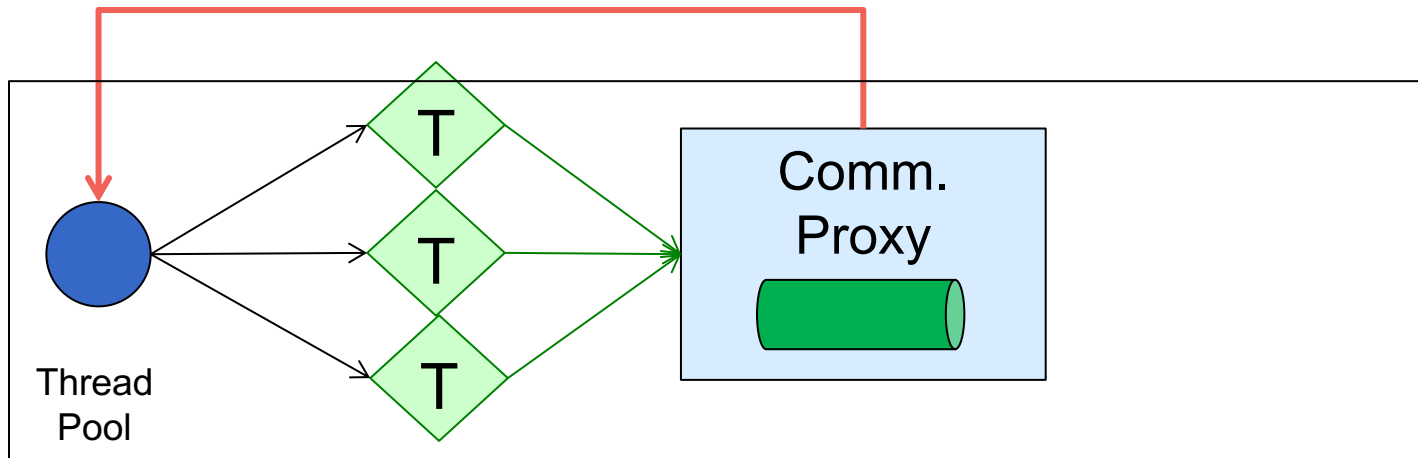 T
Comm.
Proxy
T
T
Thread
Pool